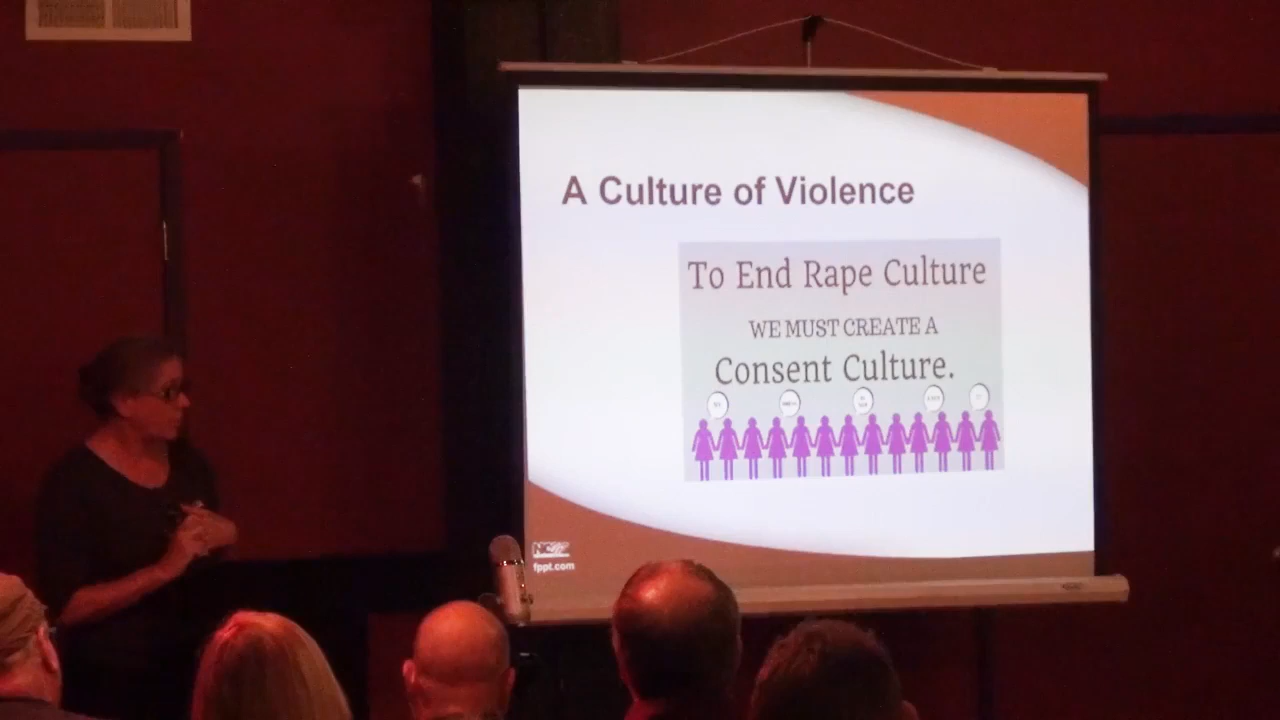 A Culture of Violence
To End Rape Culture
WE MUST CREATE A
Consent Culture.
fppt.com